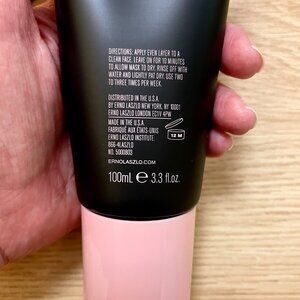 DIRECTIONS: APPLY EVEN LAYER TO A
CLEAN FACE. LEAVE ON FOR 10 MINUTES
TO ALLOW MASK TO DRY. RINSE OFF WITH
WATER AND LIGHTLY PAT DRY. USE TWO
TO THREE TIMES PER WEEK.
DISTRIBUTED IN THE U.S.A
BY ERNO LASZLO NEW YORK, NY 10001
ERNO LASZLO LONDON EC1V 4PW
MADE IN THE U.S.A
FABRIQUÉ AUX ÉTATS-UNIS
ERNO LASZLO INSTITUTE:
866-4LASZLO
NO. 5000803
12 M
ERNOLASZLO.COM
100mL e 3.3 fl.oz.